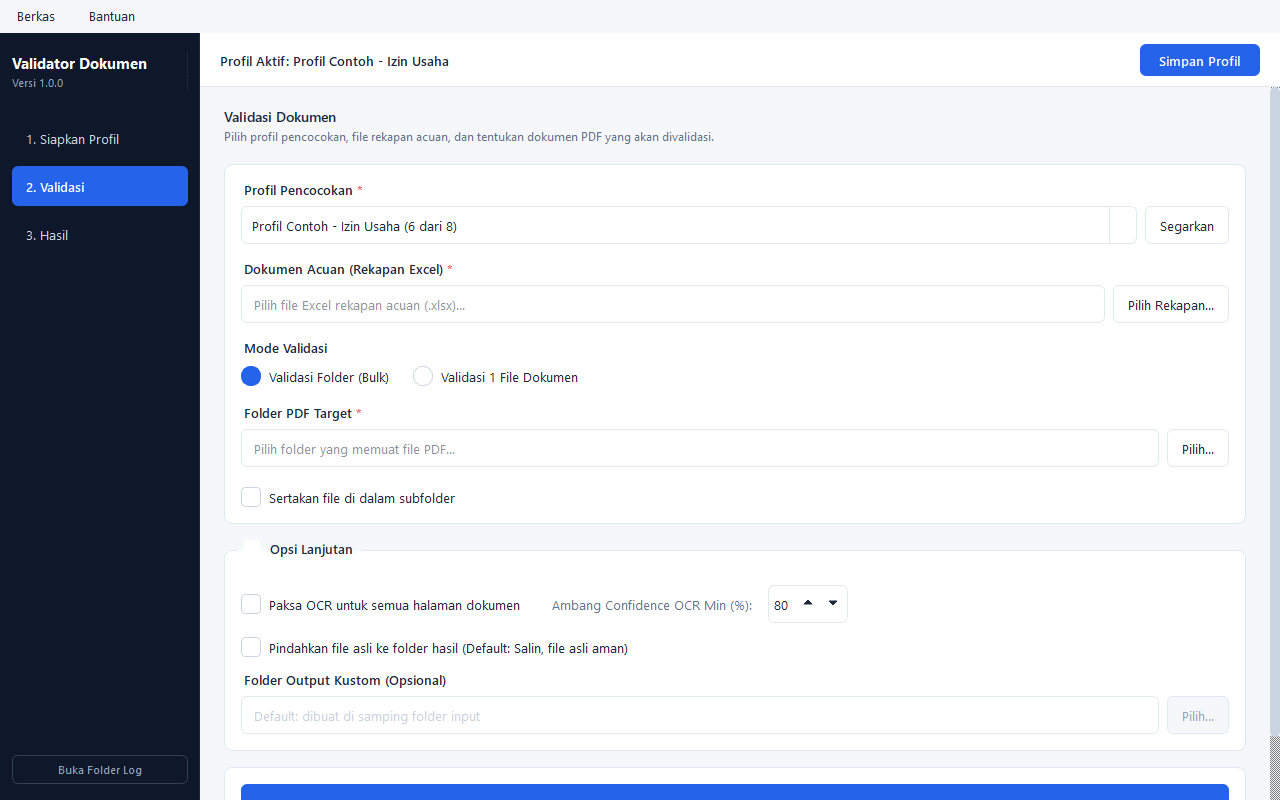 Berkas Bantuan
Validator Dokumen
Versi 1.0.0
1. Siapkan Profil
2. Validasi
3. Hasil
Buka Folder Log
Profil Aktif: Profil Contoh - Izin Usaha
Simpan Profil
Validasi Dokumen
Pilih profil pencocokan, file rekapan acuan, dan tentukan dokumen PDF yang akan divalidasi.
Profil Pencocokan *
Profil Contoh - Izin Usaha (6 dari 8)
Segarkan
Dokumen Acuan (Rekapan Excel) *
Pilih file Excel rekapan acuan (.xlsx)...
Pilih Rekapan...
Mode Validasi
Validasi Folder (Bulk)
Validasi 1 File Dokumen
Folder PDF Target *
Pilih folder yang memuat file PDF...
Pilih...
Sertakan file di dalam subfolder
Opsi Lanjutan
Paksa OCR untuk semua halaman dokumen
Ambang Confidence OCR Min (%):
80
Pindahkan file asli ke folder hasil (Default: Salin, file asli aman)
Folder Output Kustom (Opsional)
Default: dibuat di samping folder input
Pilih...